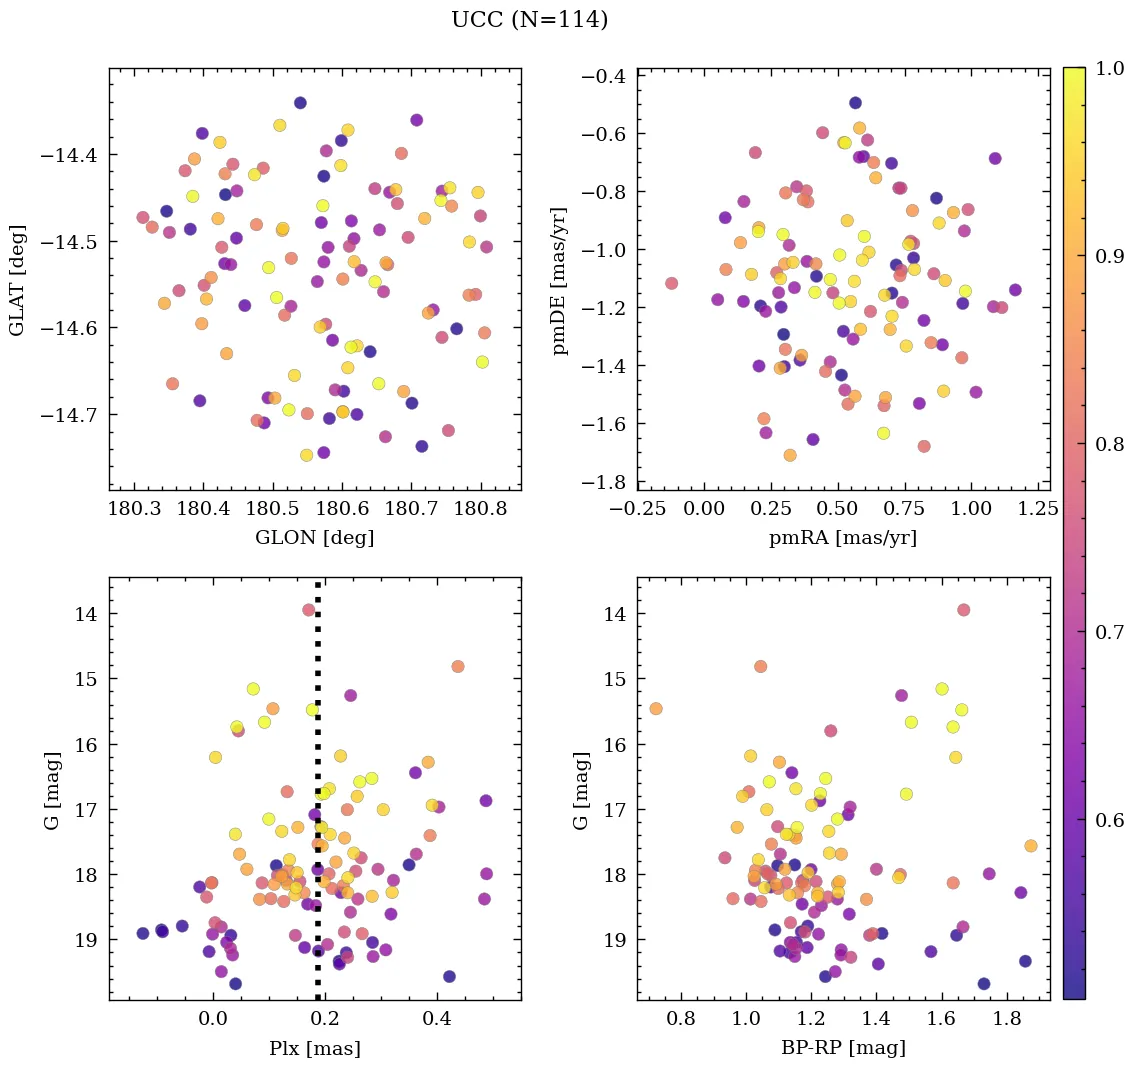 UCC (N=114)
−14.4
−14.5
−14.6
−14.7
GLAT [deg]
180.3 180.4 180.5 180.6 180.7 180.8
GLON [deg]
−0.4
−0.6
−0.8
−1.0
−1.2
−1.4
−1.6
−1.8
pmDE [mas/yr]
−0.25 0.00 0.25 0.50 0.75 1.00 1.25
pmRA [mas/yr]
14
15
16
17
18
19
G [mag]
0.0 0.2 0.4
Plx [mas]
14
15
16
17
18
19
G [mag]
0.8 1.0 1.2 1.4 1.6 1.8
BP-RP [mag]
1.0
0.9
0.8
0.7
0.6